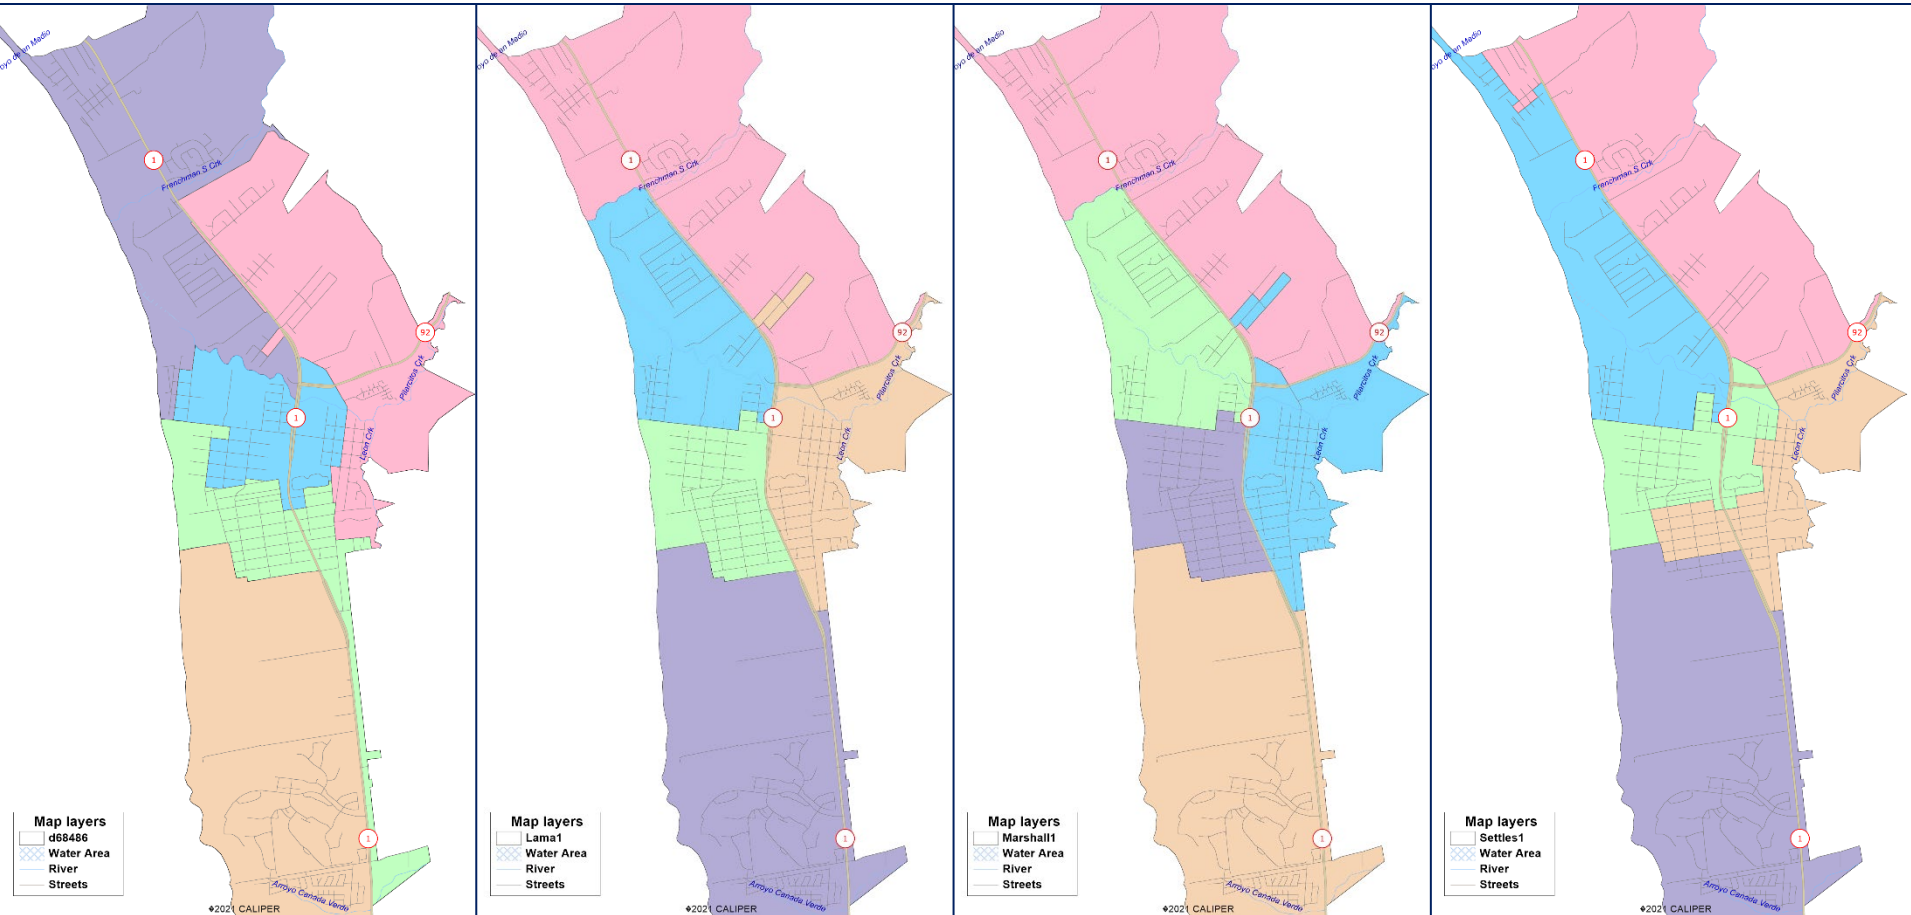 oyo de en Medio
1
Frenchman S Crk
92
Pilarcitos Crk
1
Leon Crk
1
Map layers
d68486
Water Area
River
Streets
Arroyo Canada Verde
�2021 CALIPER
oyo de en Medio
1
Frenchman S Crk
92
Pilarcitos Crk
1
Leon Crk
1
Map layers
Lama1
Water Area
River
Streets
Arroyo Canada Verde
�2021 CALIPER
oyo de en Medio
1
Frenchman S Crk
92
Pilarcitos Crk
1
Leon Crk
1
Map layers
Marshall1
Water Area
River
Streets
Arroyo Canada Verde
�2021 CALIPER
oyo de en Medio
1
Frenchman S Crk
92
Pilarcitos Crk
1
Leon Crk
1
Map layers
Settles1
Water Area
River
Streets
Arroyo Canada Verde
�2021 CALIPER